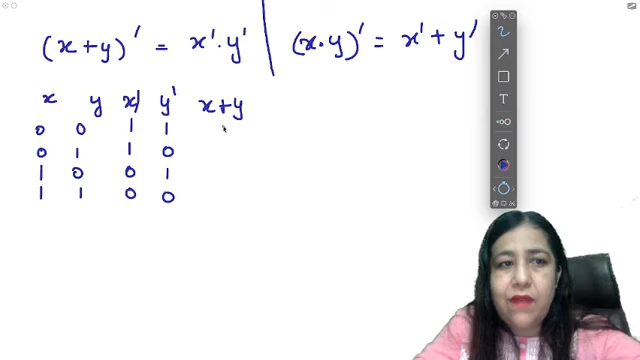 (x+y)' = x'·y' | (x·y)' = x' + y'
x y x' y' x+y
0 0 1 1
0 1 1 0
1 0 0 1
1 1 0 0
T